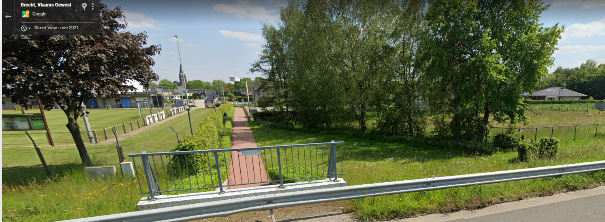 Brecht, Vlaams Gewest
Google
Street View - mei 2021